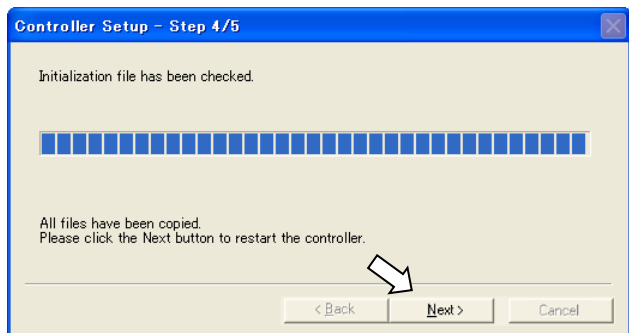 Controller Setup - Step 4/5
Initialization file has been checked.
All files have been copied.
Please click the Next button to restart the controller.
< Back
Next >
Cancel